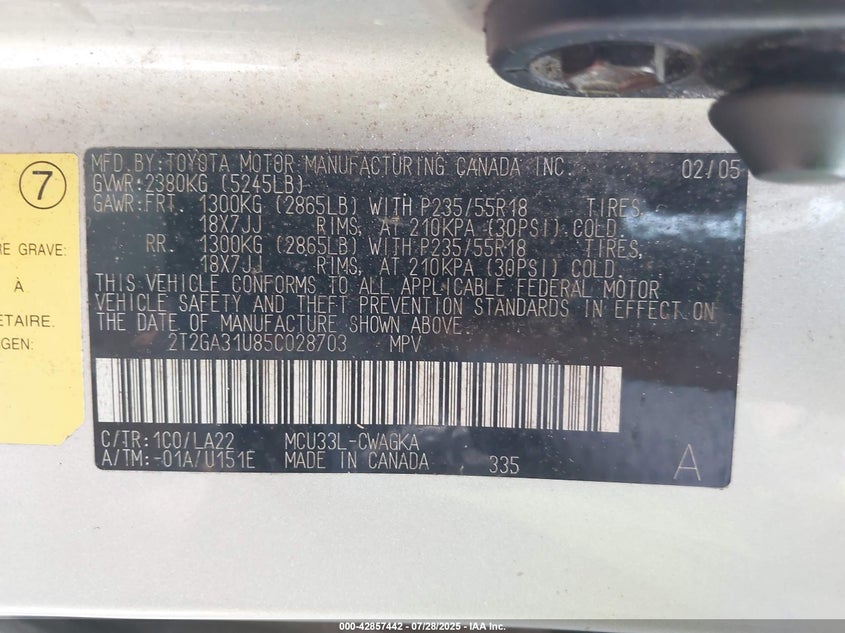 7
RE GRAVE:
À
ETAIRE.
GEN:
MFD.BY:TOYOTA MOTOR MANUFACTURING CANADA INC. 02/05
GVWR:2380KG (5245LB)
GAWR:FRT. 1300KG (2865LB) WITH P235/55R18 TIRES,
18X7JJ RIMS, AT 210KPA (30PSI) COLD.
RR. 1300KG (2865LB) WITH P235/55R18 TIRES,
18X7JJ RIMS, AT 210KPA (30PSI) COLD.
THIS VEHICLE CONFORMS TO ALL APPLICABLE FEDERAL MOTOR
VEHICLE SAFETY AND THEFT PREVENTION STANDARDS IN EFFECT ON
THE DATE OF MANUFACTURE SHOWN ABOVE.
2T2GA31U85C028703 MPV
C/TR:1C0/LA22 MCU33L-CWAGKA
A/TM:-01A/U151E MADE IN CANADA 335 A
000-42857442 / 07/28/2025 - IAA Inc.